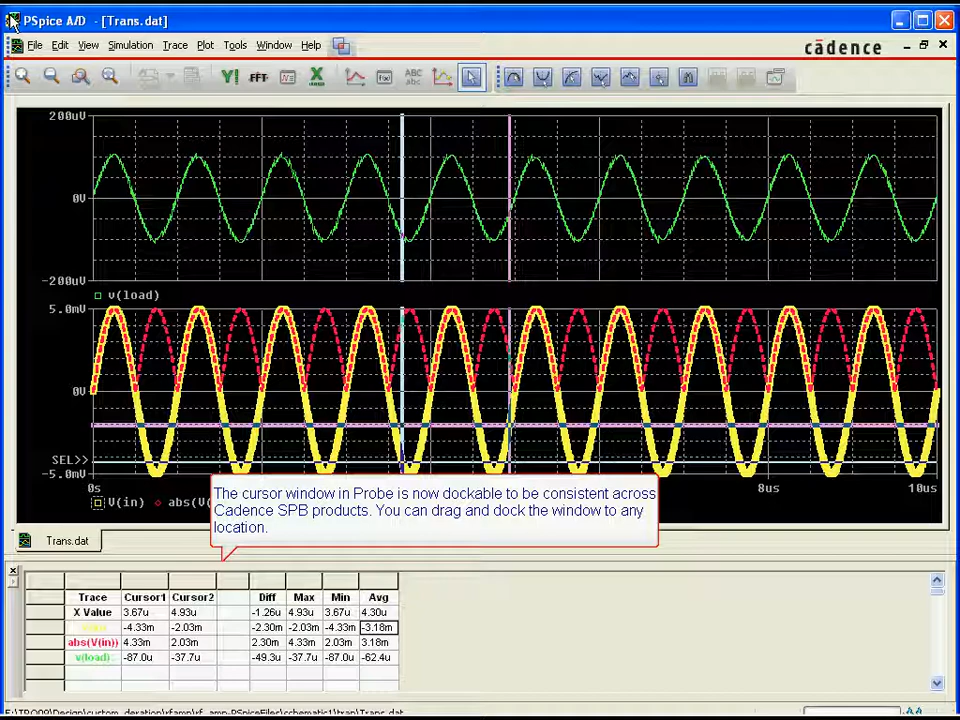 PSpice A/D - [Trans.dat]
File Edit View Simulation Trace Plot Tools Window Help
cādence
FFT
ABC
abc
200uV
0V
-200uV
v(load)
5.0mV
0V
SEL>>
-5.0mV
0s 8us 10us
V(in) abs(V(
The cursor window in Probe is now dockable to be consistent across
Cadence SPB products. You can drag and dock the window to any
location.
Trans.dat
Trace Cursor1 Cursor2 Diff Max Min Avg
X Value 3.67u 4.93u -1.26u 4.93u 3.67u 4.30u
-4.33m -2.03m -2.30m -2.03m -4.33m -3.18m
abs(V(in)) 4.33m 2.03m 2.30m 4.33m 2.03m 3.18m
v(load) -87.0u -37.7u -49.3u -37.7u -87.0u -62.4u